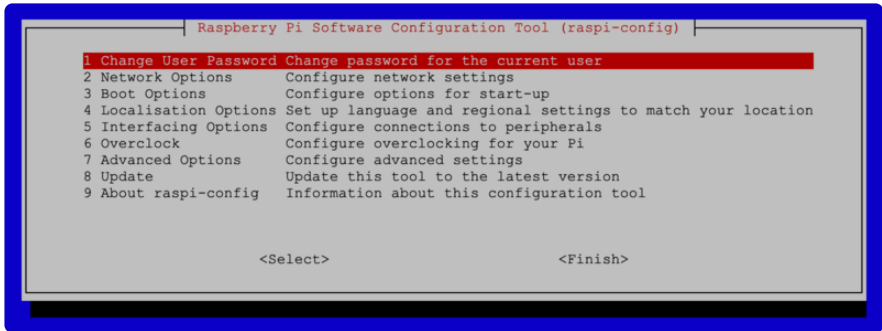 Raspberry Pi Software Configuration Tool (raspi-config)
1 Change User Password Change password for the current user
2 Network Options Configure network settings
3 Boot Options Configure options for start-up
4 Localisation Options Set up language and regional settings to match your location
5 Interfacing Options Configure connections to peripherals
6 Overclock Configure overclocking for your Pi
7 Advanced Options Configure advanced settings
8 Update Update this tool to the latest version
9 About raspi-config Information about this configuration tool
<Select> <Finish>